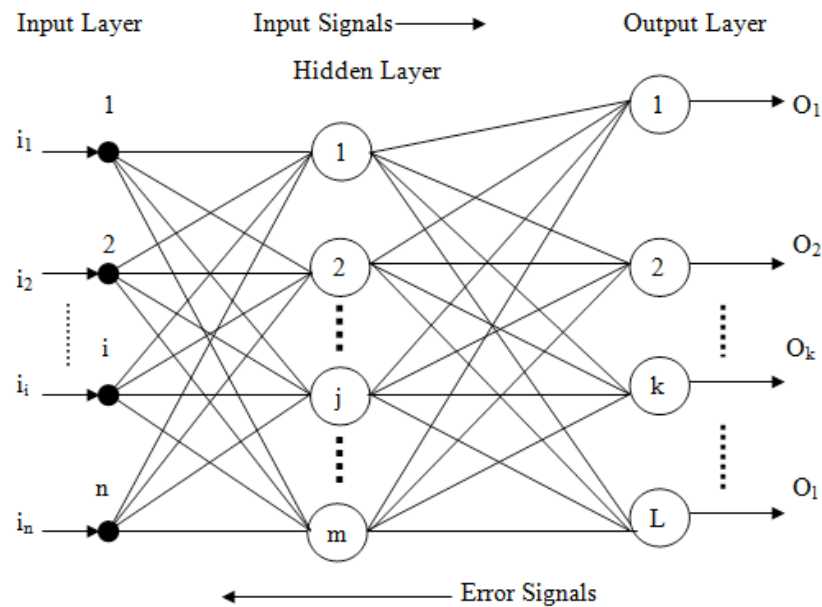 Input Layer Input Signals Output Layer
Hidden Layer
1 1 O₁
i₁ 1
2 2 2 O₂
i₂
i Oₖ
iᵢ j k
n Oₗ
iₙ m L
Error Signals